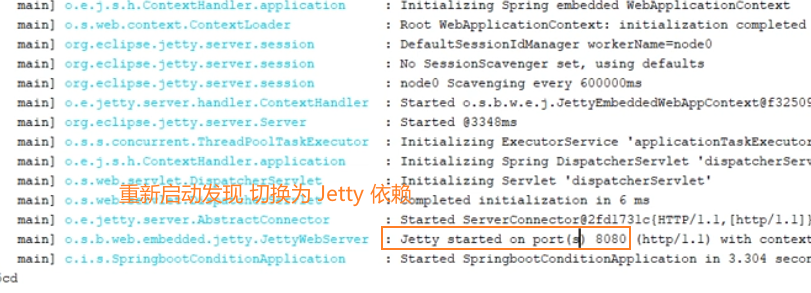 main] o.e.j.s.h.ContextHandler.application : Initializing Spring embedded WebApplicationContext
main] o.s.web.context.ContextLoader : Root WebApplicationContext: initialization completed
main] org.eclipse.jetty.server.session : DefaultSessionIdManager workerName=node0
main] org.eclipse.jetty.server.session : No SessionScavenger set, using defaults
main] org.eclipse.jetty.server.session : node0 Scavenging every 600000ms
main] o.e.jetty.server.handler.ContextHandler : Started o.s.b.w.e.j.JettyEmbeddedWebAppContext@f32509
main] org.eclipse.jetty.server.Server : Started @3348ms
main] o.s.s.concurrent.ThreadPoolTaskExecutor : Initializing ExecutorService 'applicationTaskExecutor
main] o.e.j.s.h.ContextHandler.application : Initializing Spring DispatcherServlet 'dispatcherServ
main] o.s.web.servlet.DispatcherServlet : Initializing Servlet 'dispatcherServlet'
重新启动发现 切换为 Jetty 依赖
main] completed initialization in 6 ms
main] o.e.jetty.server.AbstractConnector : Started ServerConnector@2fd1731c{HTTP/1.1,[http/1.1]}
main] o.s.b.web.embedded.jetty.JettyWebServer : Jetty started on port(s) 8080 (http/1.1) with context
main] c.i.s.SpringbootConditionApplication : Started SpringbootConditionApplication in 3.304 secon
5cd